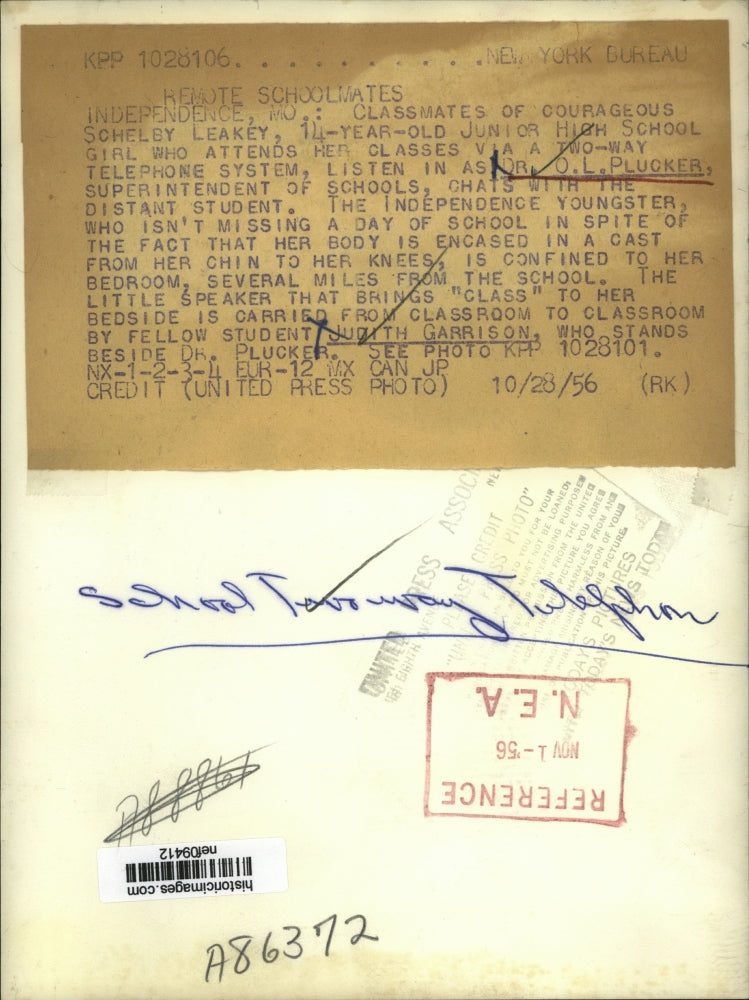 KPP 1028106. . . . . . . . . . .NEW YORK BUREAU
REMOTE SCHOOLMATES
INDEPENDENCE, MO.: CLASSMATES OF COURAGEOUS
SCHELBY LEAKEY, 14-YEAR-OLD JUNIOR HIGH SCHOOL
GIRL WHO ATTENDS HER CLASSES VIA A TWO-WAY
TELEPHONE SYSTEM, LISTEN IN AS DR. O.L.PLUCKER,
SUPERINTENDENT OF SCHOOLS, CHATS WITH THE
DISTANT STUDENT. THE INDEPENDENCE YOUNGSTER,
WHO ISN'T MISSING A DAY OF SCHOOL IN SPITE OF
THE FACT THAT HER BODY IS ENCASED IN A CAST
FROM HER CHIN TO HER KNEES, IS CONFINED TO HER
BEDROOM, SEVERAL MILES FROM THE SCHOOL. THE
LITTLE SPEAKER THAT BRINGS "CLASS" TO HER
BEDSIDE IS CARRIED FROM CLASSROOM TO CLASSROOM
BY FELLOW STUDENT JUDITH GARRISON, WHO STANDS
BESIDE DR. PLUCKER. SEE PHOTO KPP 1028101.
NX-1-2-3-4 EUR-12 MX CAN JP
CREDIT (UNITED PRESS PHOTO) 10/28/56 (RK)
School Two-way Telephon
REFERENCE
NOV 1-'56
N.E.A.
A88861
historicimages.com
nef09412
A86372